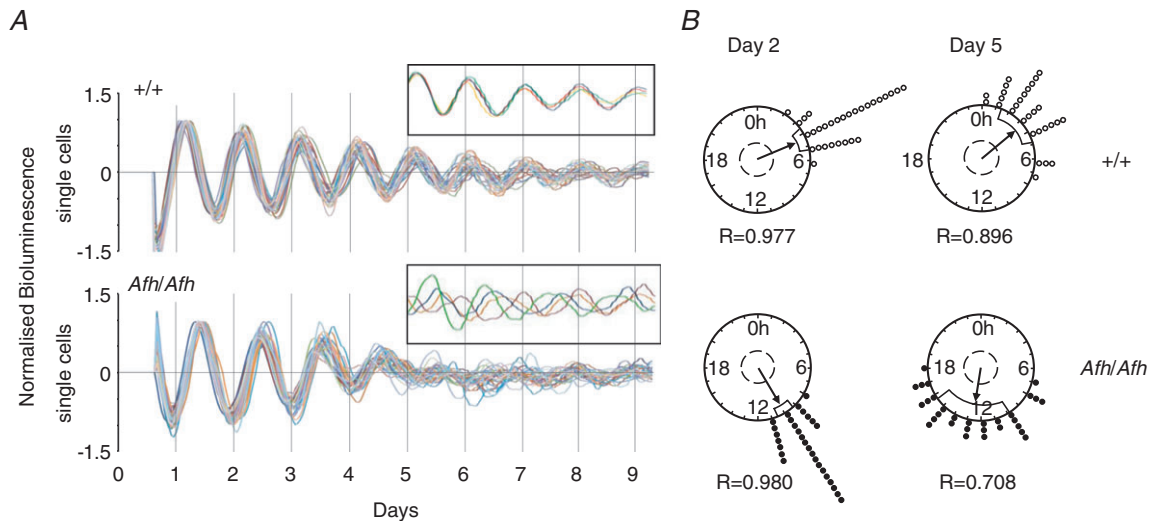 A
+/+
Normalised Bioluminescence
single cells
single cells
1.5
0
-1.5
Afh/Afh
1.5
0
-1.5
0 1 2 3 4 5 6 7 8 9
Days
B
Day 2 Day 5
0h
6
12
18
R=0.977
0h
6
12
18
R=0.896
+/+
0h
6
12
18
R=0.980
0h
6
12
18
R=0.708
Afh/Afh